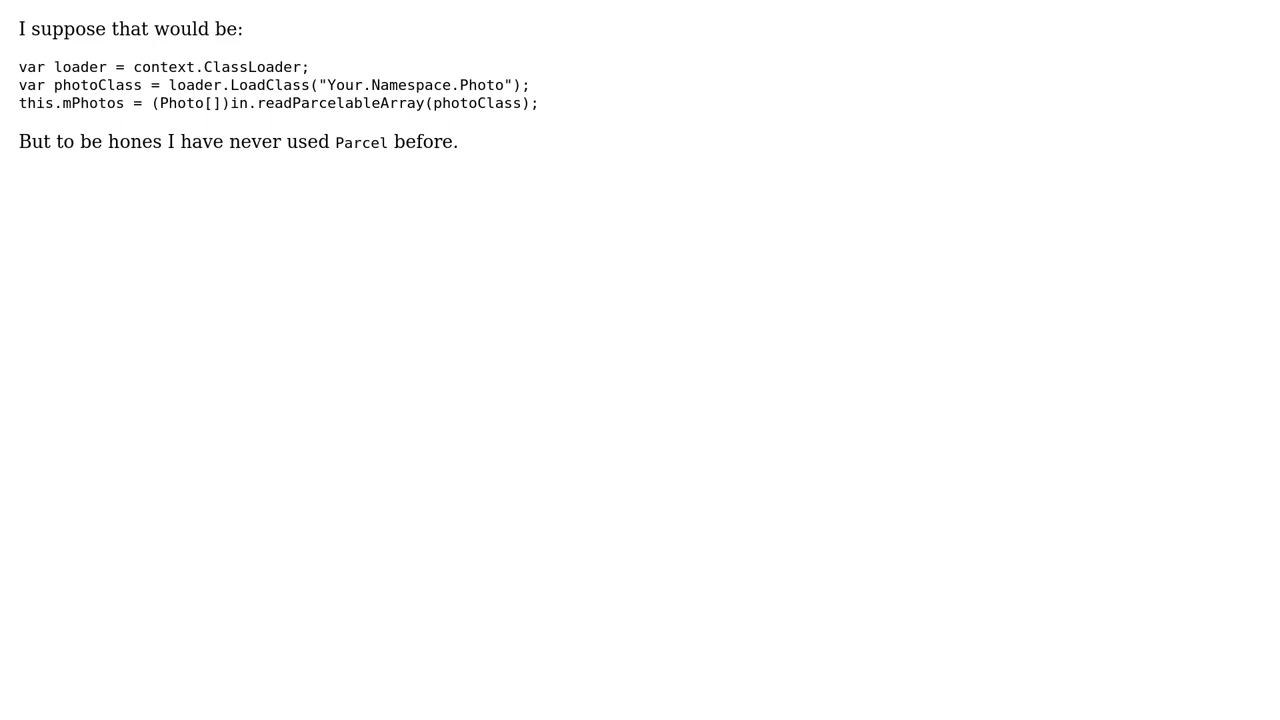 I suppose that would be:
var loader = context.ClassLoader;
var photoClass = loader.LoadClass("Your.Namespace.Photo");
this.mPhotos = (Photo[])in.readParcelableArray(photoClass);
But to be hones I have never used Parcel before.